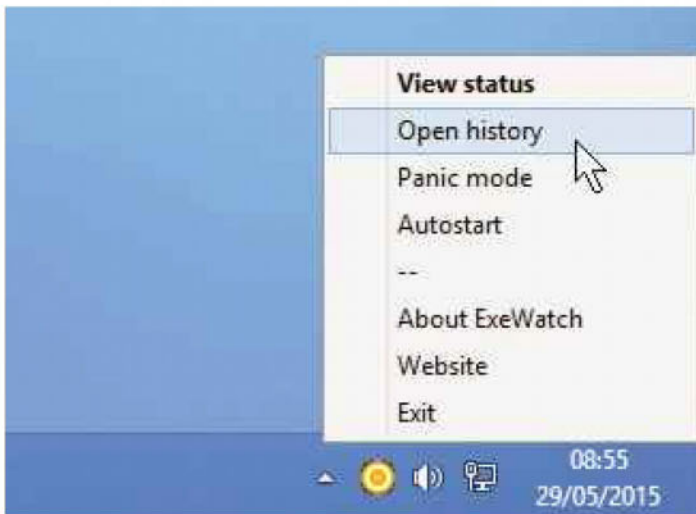 View status
Open history
Panic mode
Autostart
--
About ExeWatch
Website
Exit
08:55
29/05/2015